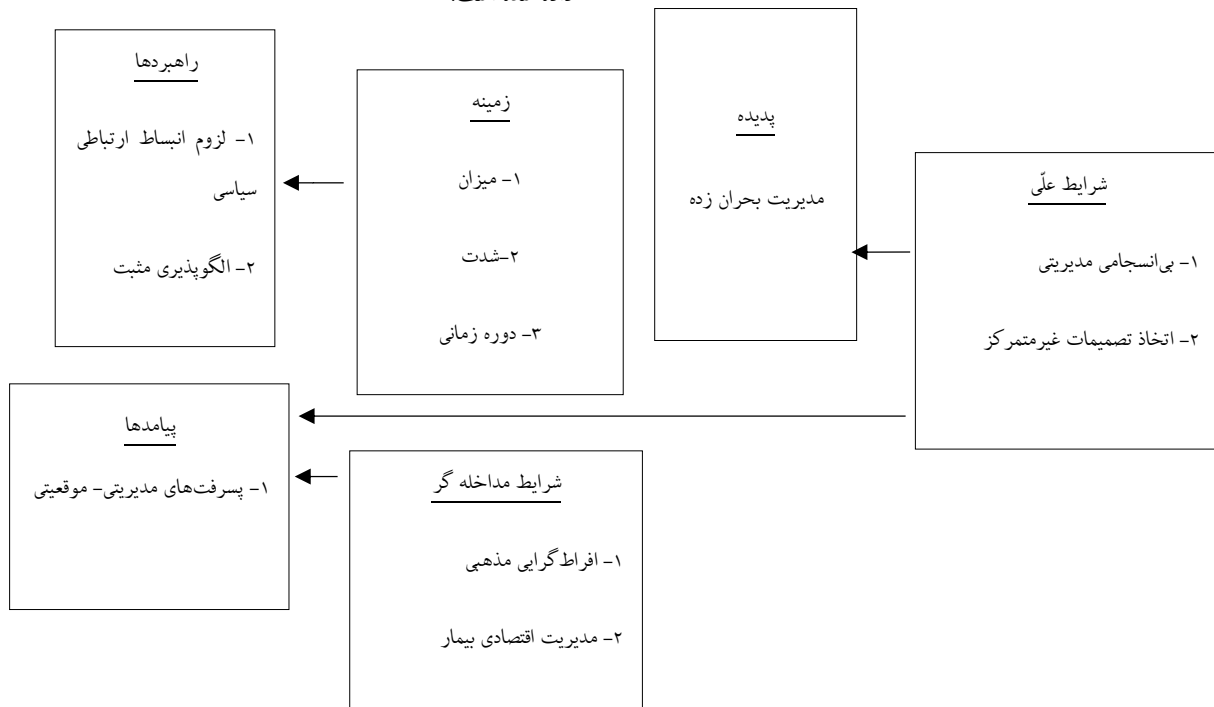 شرایط علّی
۱- بی‌انسجامی مدیریتی
۲- اتخاذ تصمیمات غیرمتمرکز
پدیده
مدیریت بحران زده
زمینه
۱- میزان
۲-شدت
۳- دوره زمانی
راهبردها
۱- لزوم انبساط ارتباطی
سیاسی
۲- الگوپذیری مثبت
شرایط مداخله گر
۱- افراط‌گرایی مذهبی
۲- مدیریت اقتصادی بیمار
پیامدها
۱- پسرفت‌های مدیریتی- موقعیتی